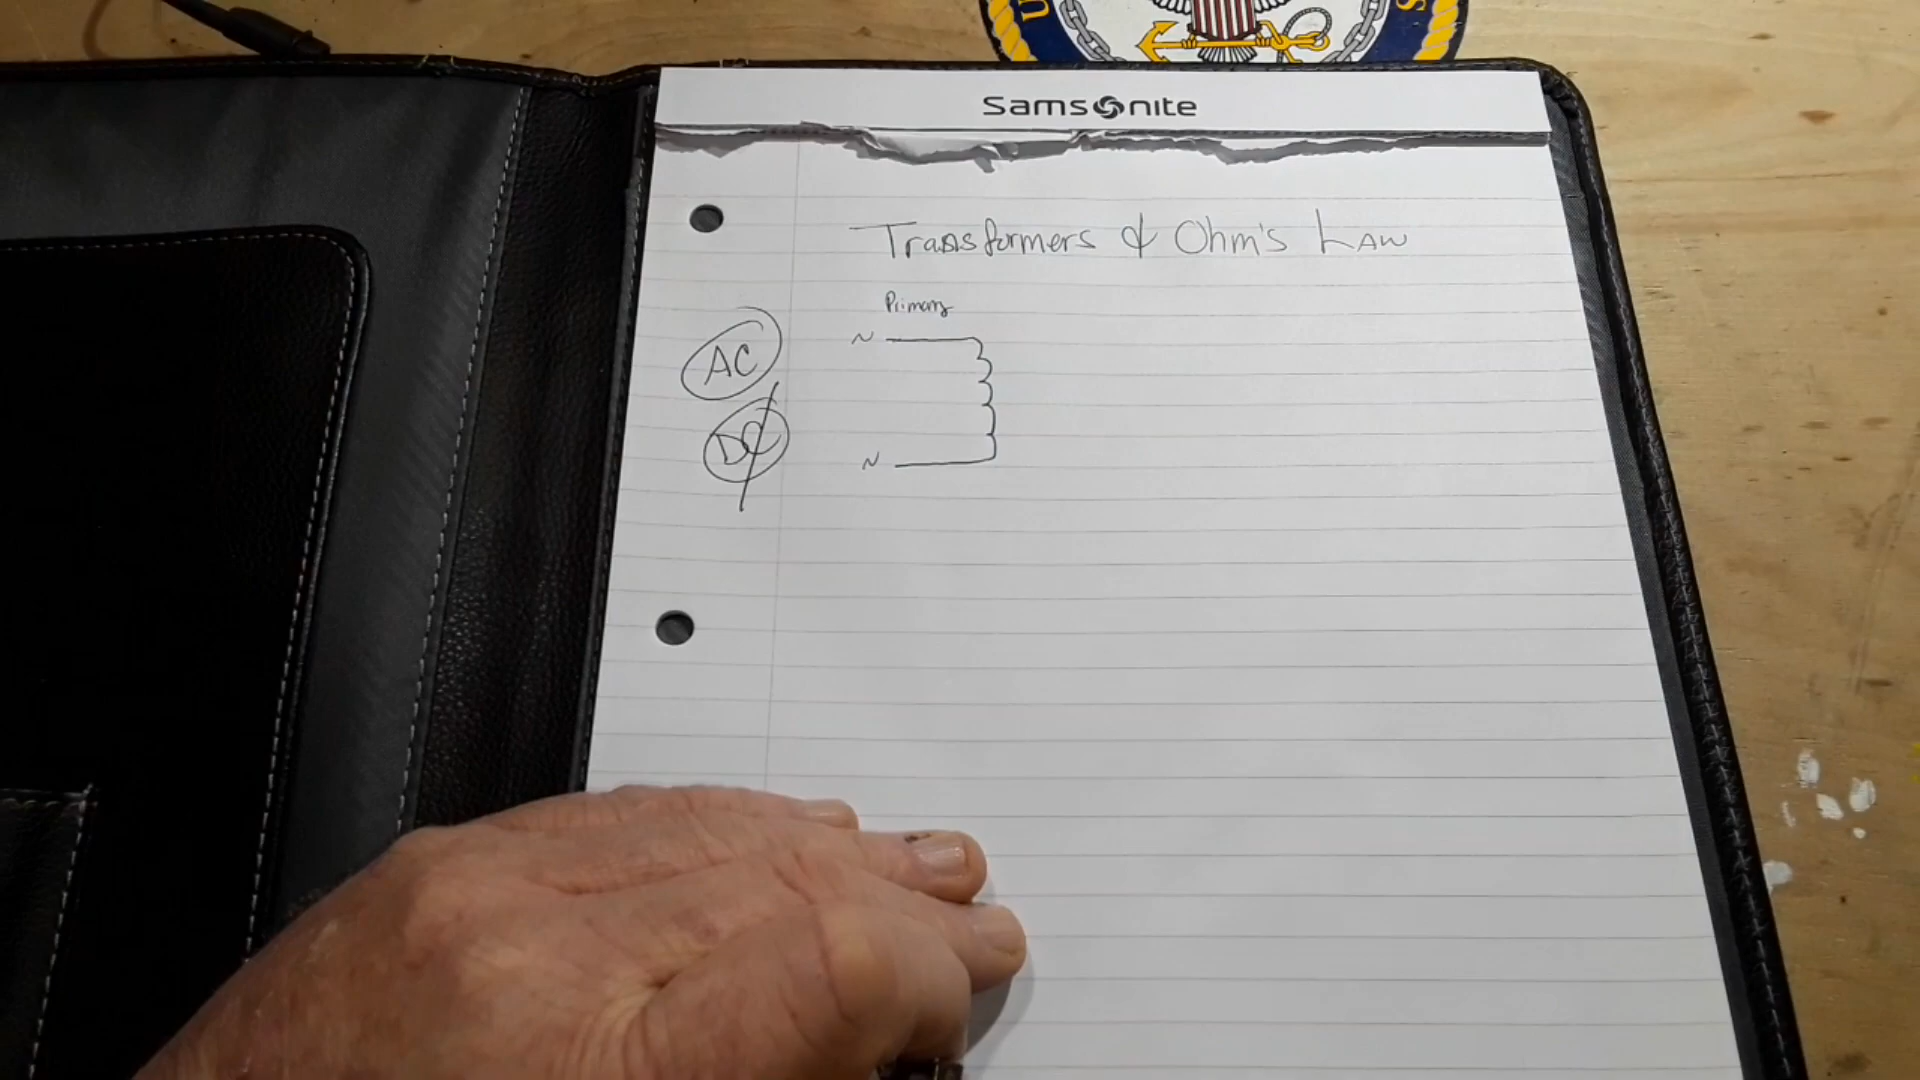 U
S
Samsonite
Transformers & Ohm's Law
Primary
~
AC
DC
~